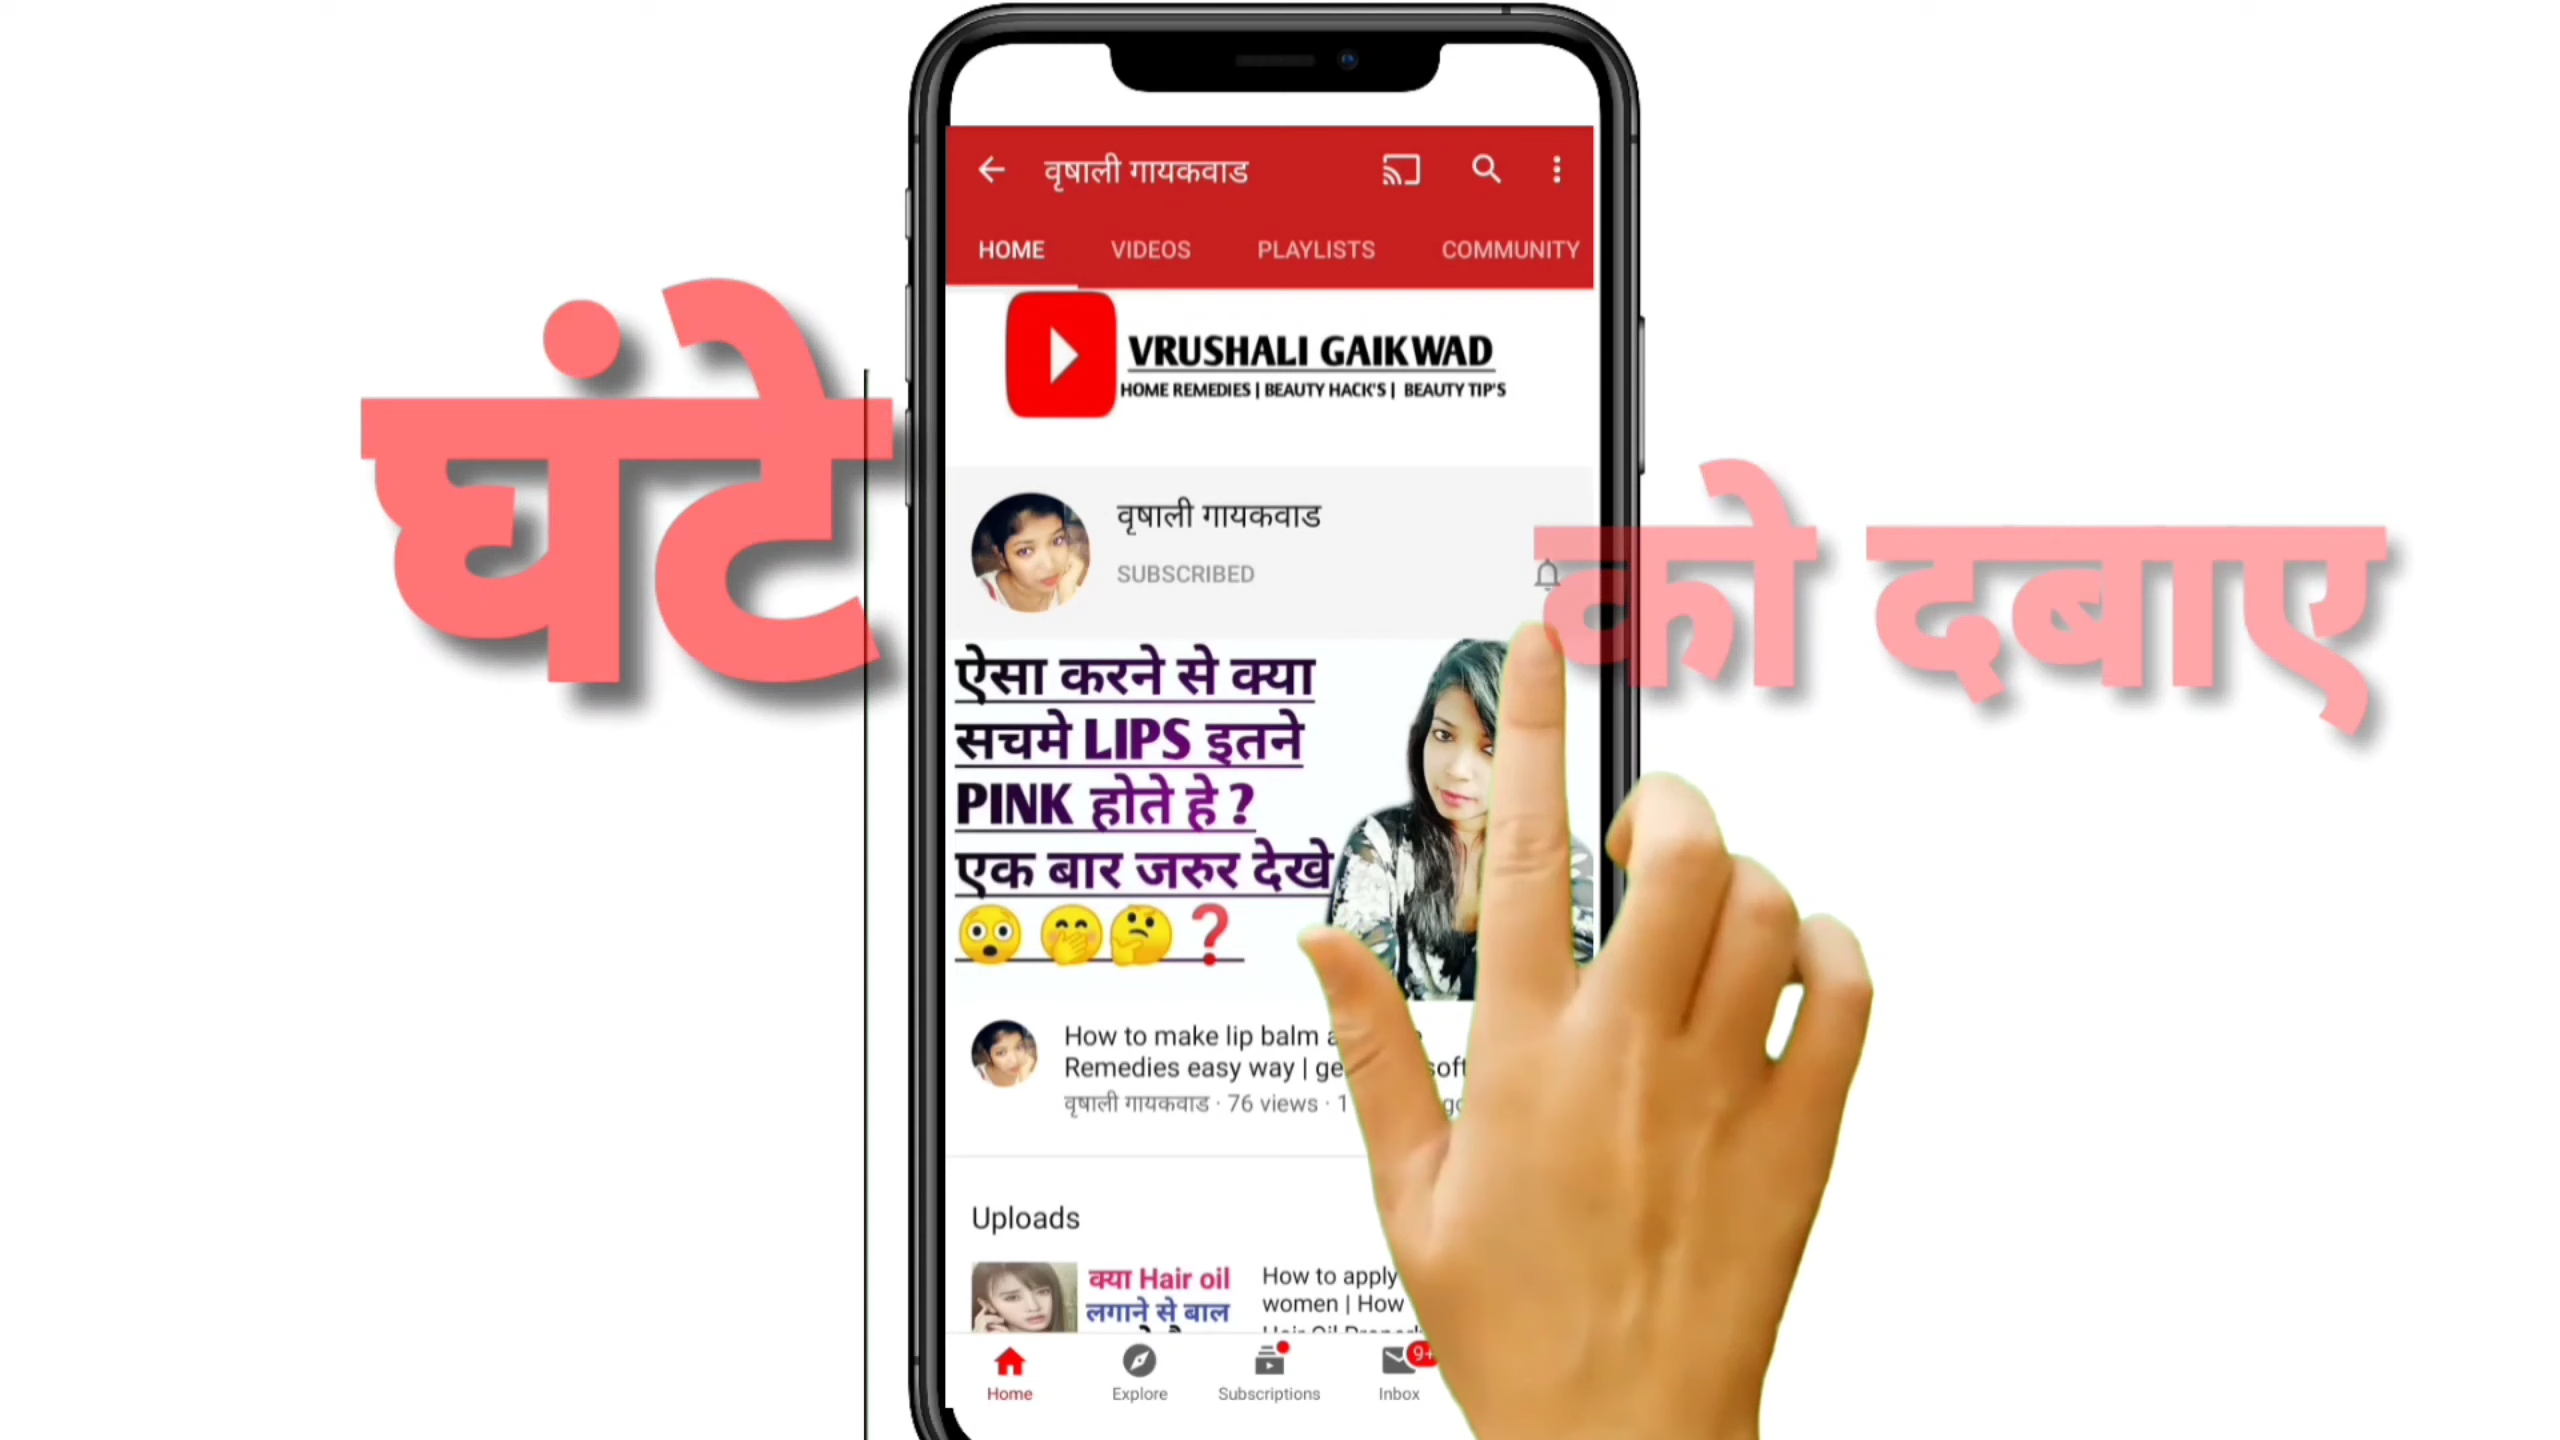 वृषाली गायकवाड
HOME VIDEOS PLAYLISTS COMMUNITY
VRUSHALI GAIKWAD
HOME REMEDIES | BEAUTY HACK'S | BEAUTY TIP'S
घंटे
को दबाए
वृषाली गायकवाड
SUBSCRIBED
ऐसा करने से क्या
सचमे LIPS इतने
PINK होते हे ?
एक बार जरुर देखे
😯 🤭🤔 ❓
How to make lip balm
Remedies easy way |
वृषाली गायकवाड · 76 views · 1
Uploads
क्या Hair oil
लगाने से बाल
How to apply
women | How
Home Explore Subscriptions Inbox 9+